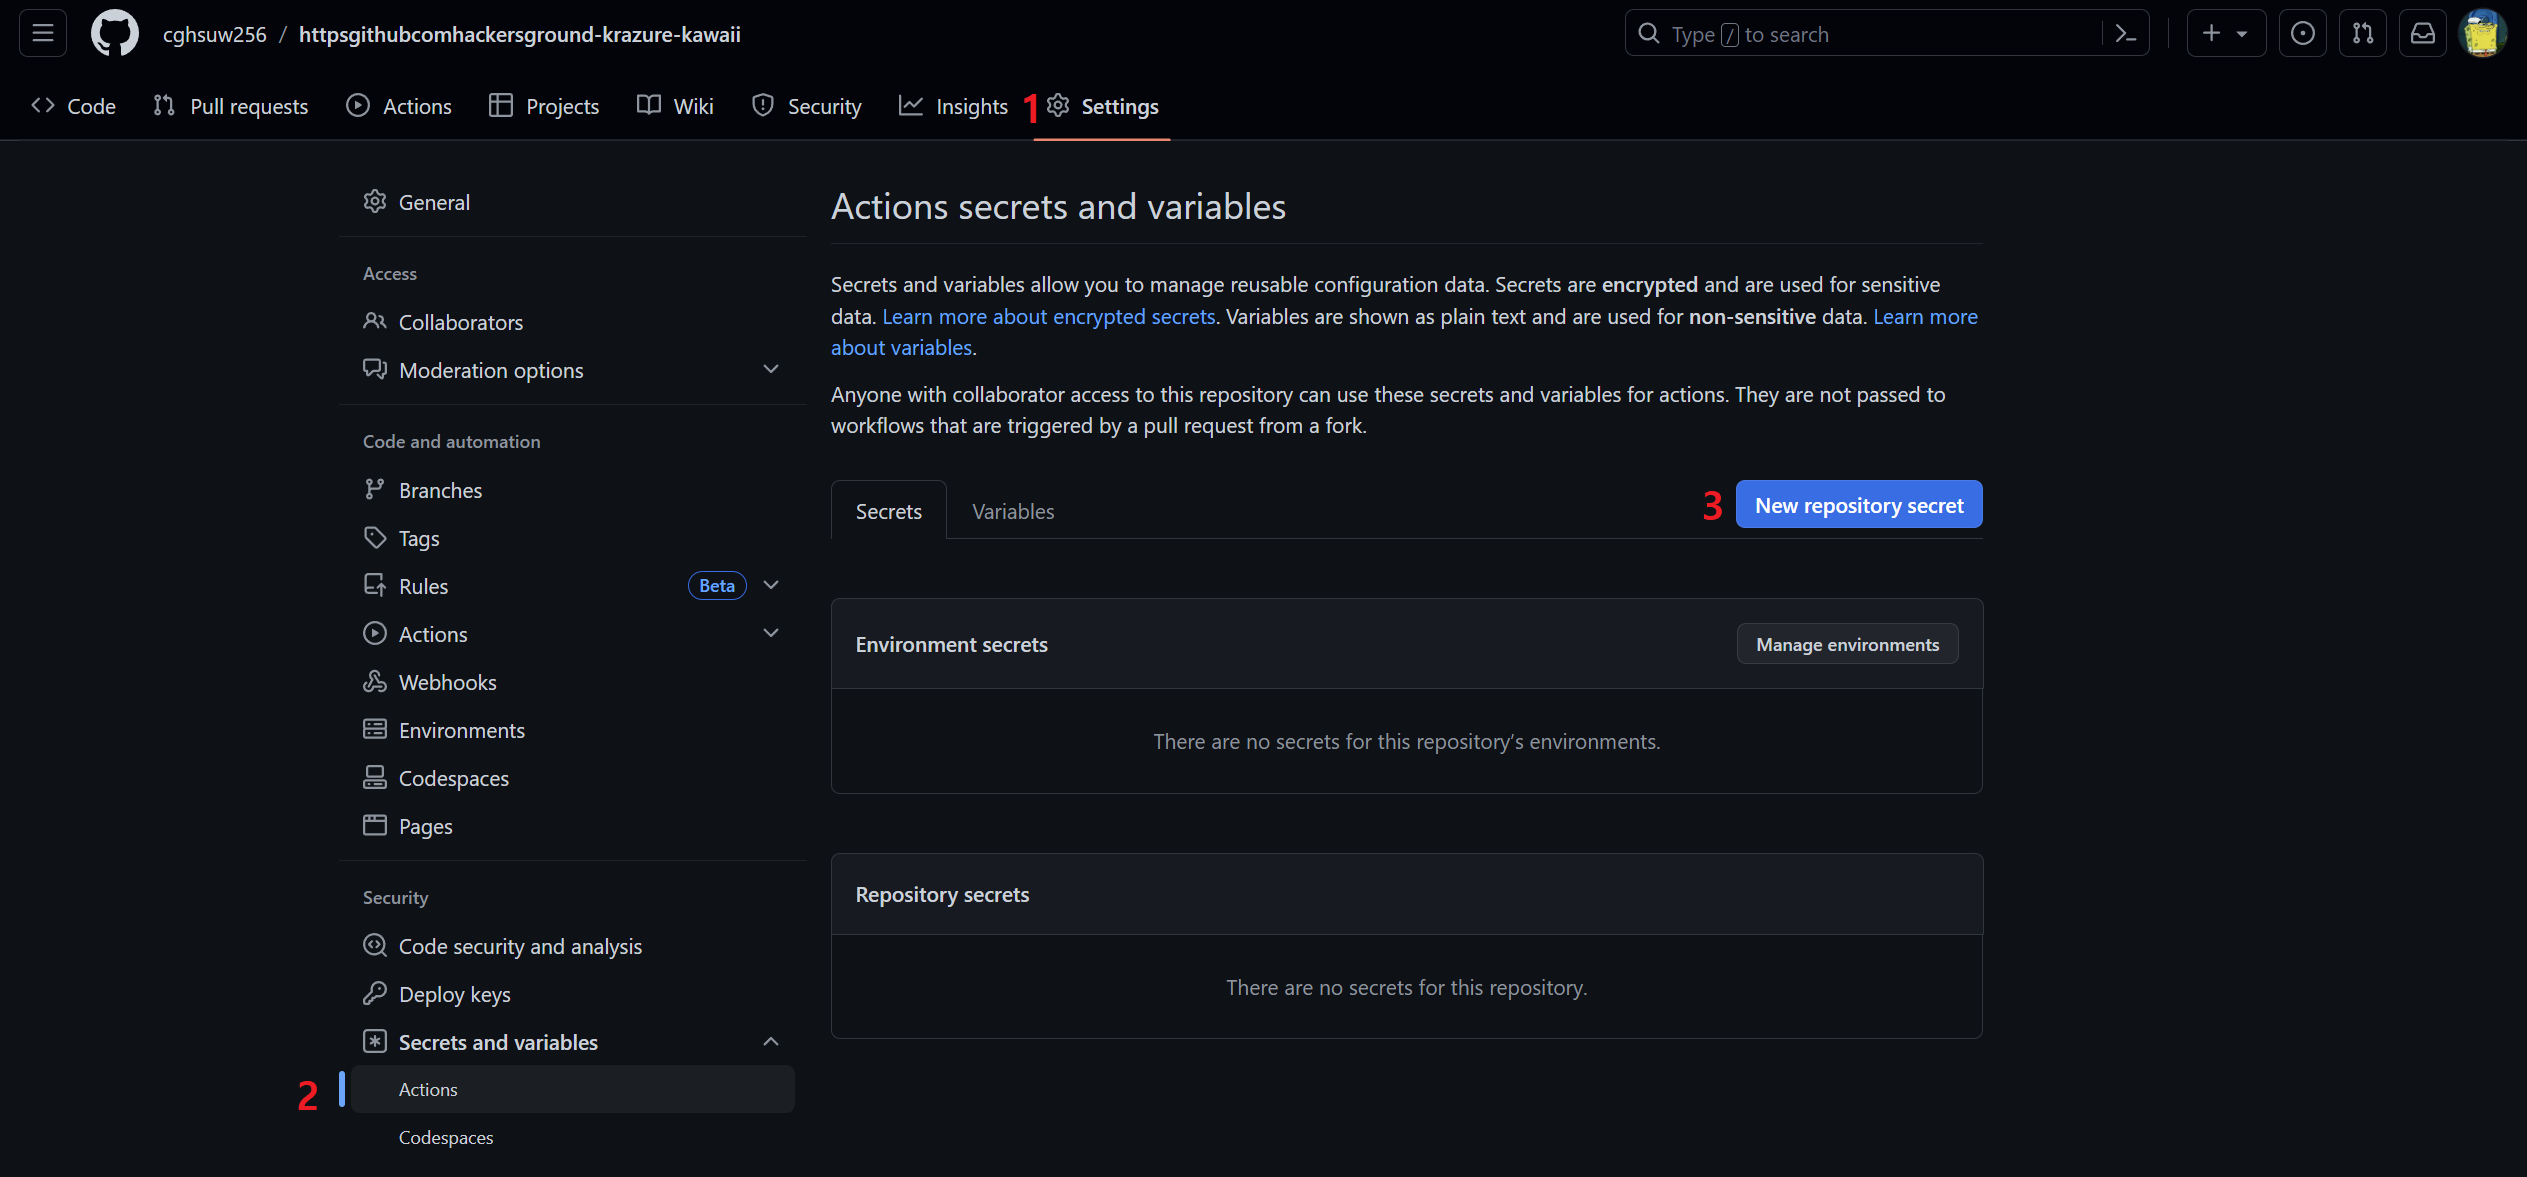 cghsuw256 / httpsgithubcomhackersground-krazure-kawaii
Type / to search
Code Pull requests Actions Projects Wiki Security Insights 1 Settings
General
Access
Collaborators
Moderation options
Code and automation
Branches
Tags
Rules Beta
Actions
Webhooks
Environments
Codespaces
Pages
Security
Code security and analysis
Deploy keys
Secrets and variables
2 Actions
Codespaces
Actions secrets and variables
Secrets and variables allow you to manage reusable configuration data. Secrets are encrypted and are used for sensitive
data. Learn more about encrypted secrets. Variables are shown as plain text and are used for non-sensitive data. Learn more
about variables.
Anyone with collaborator access to this repository can use these secrets and variables for actions. They are not passed to
workflows that are triggered by a pull request from a fork.
Secrets Variables 3 New repository secret
Environment secrets Manage environments
There are no secrets for this repository’s environments.
Repository secrets
There are no secrets for this repository.